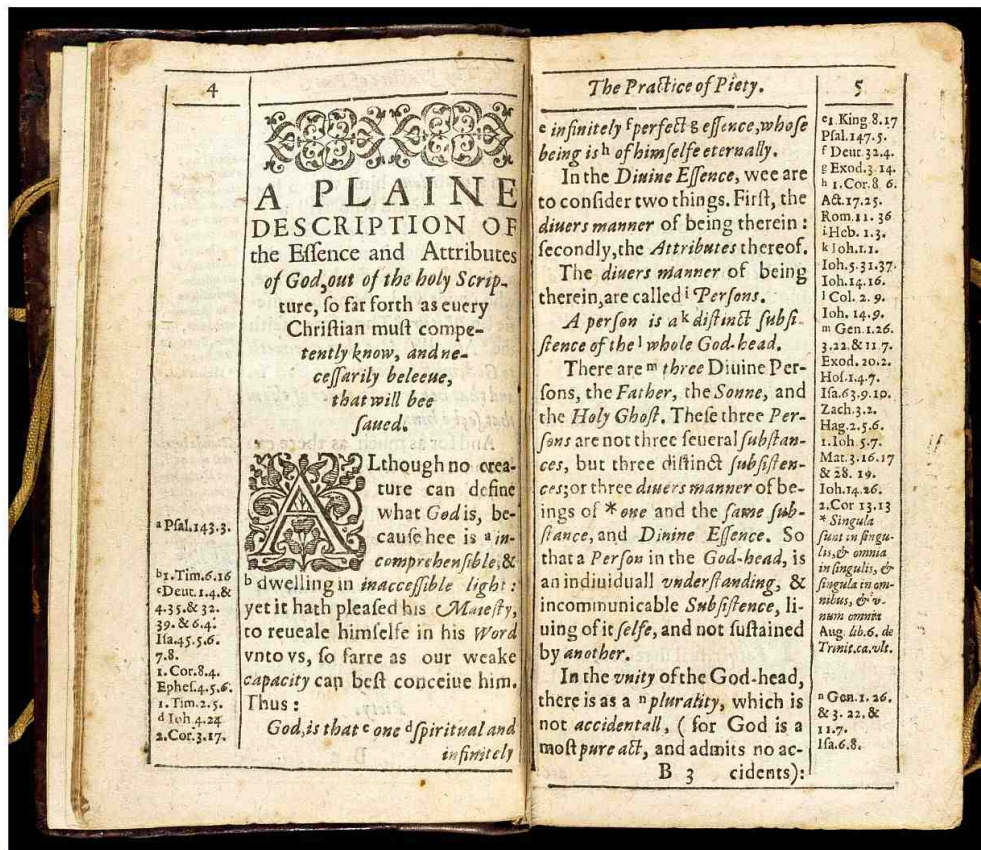 4
A PLAINE
DESCRIPTION OF
the Eſſence and Attributes
of God, out of the holy Scrip-
ture, ſo far forth as euery
Chriſtian muſt compe-
tently know, and ne-
ceſſarily beleeue,
that will bee
ſaued.
ALthough no crea-
ture can define
what God is, be-
cauſe hee is a in-
comprehenſible, &
b dwelling in inacceſſible light:
yet it hath pleaſed his Maieſty,
to reueale himſelfe in his Word
vnto vs, ſo farre as our weake
capacity can beſt conceiue him.
Thus:
God, is that c one d ſpiritual and
infinitely
a Pſal.143.3.
b 1.Tim.6.16
c Deut.1.4.&
4.35.& 32.
39.& 6.4.
Iſa.45.5.6.
7.8.
1.Cor.8.4.
Epheſ.4.5.6.
1.Tim.2.5.
d Ioh 4.24
2.Cor.3.17.
The Practice of Piety.
5
e infinitely f perfect g eſſence, whoſe
being is h of himſelfe eternally.
In the Diuine Eſſence, wee are
to conſider two things. Firſt, the
diuers manner of being therein:
ſecondly, the Attributes thereof.
The diuers manner of being
therein, are called i Perſons.
A perſon is a k diſtinct ſubſi-
ſtence of the l whole God-head.
There are m three Diuine Per-
ſons, the Father, the Sonne, and
the Holy Ghoſt. Theſe three Per-
ſons are not three ſeueral ſubſtan-
ces, but three diſtinct ſubſiſten-
ces; or three diuers manner of be-
ings of * one and the ſame ſub-
ſtance, and Diuine Eſſence. So
that a Perſon in the God-head, is
an indiuiduall vnderſtanding, &
incommunicable Subſiſtence, li-
uing of it ſelfe, and not ſuſtained
by another.
In the vnity of the God-head,
there is as a n plurality, which is
not accidentall, ( for God is a
moſt pure act, and admits no ac-
B 3 cidents):
e 1.King.8.17
Pſal.147.5.
f Deut.32.4.
g Exod.3.14.
h 1.Cor.8 6.
Act.17.25.
Rom.11.36
i Heb.1.3.
k Ioh.1.1.
Ioh.5.31.37.
Ioh.14.16.
l Col.2.9.
Ioh.14.9.
m Gen.1.26.
3.22.& 11 7.
Exod.20.2.
Hoſ.1.4.7.
Iſa.63.9.10.
Zach.3.2.
Hag.2.5.6.
1.Ioh 5.7.
Mat.3.16.17
& 28.19.
Ioh.14.26.
2.Cor 13.13
* Singula
ſunt in ſingu-
lis, & omnia
in ſingulis, &
ſingula in om-
nibus, & v-
num omnia
Aug lib.6. de
Trinit.ca.vlt.
n Gen.1.26.
& 3.22.&
11.7.
Iſa.6.8.